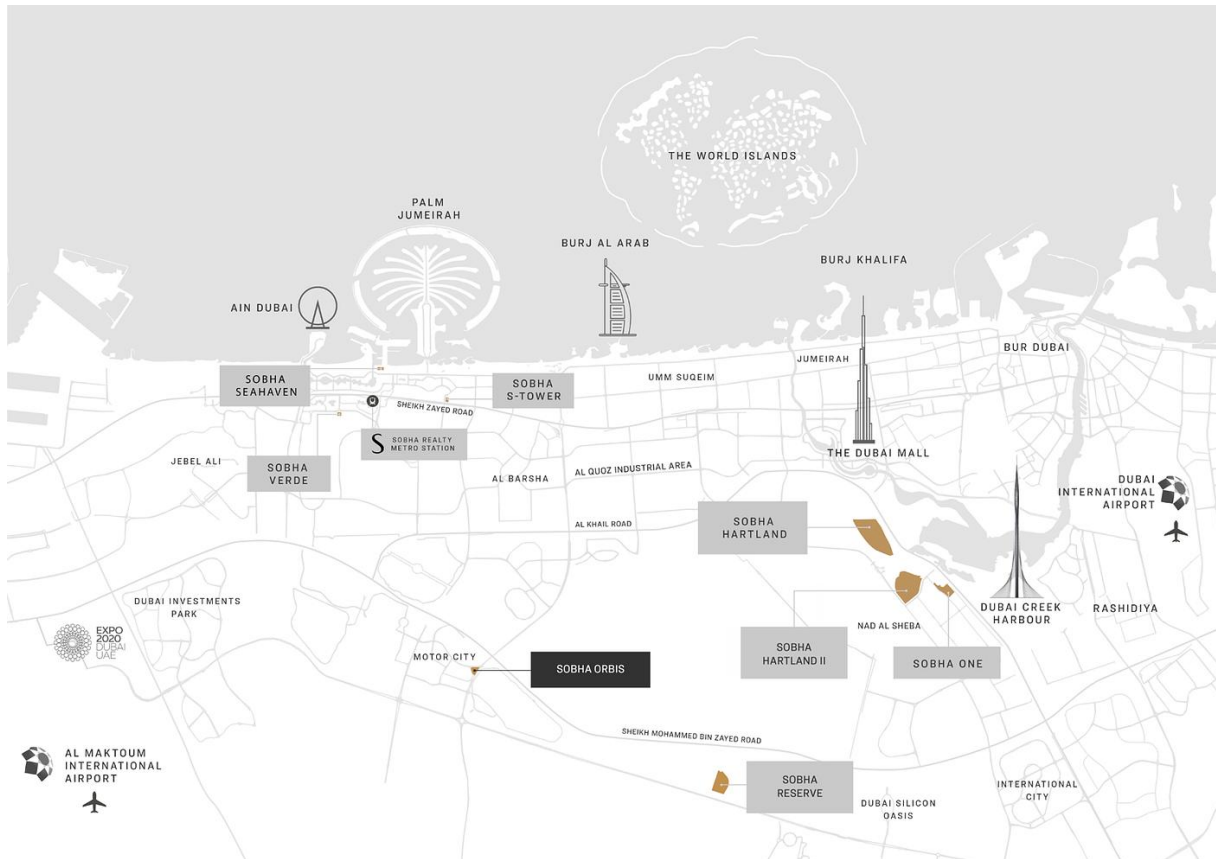 THE WORLD ISLANDS
PALM
JUMEIRAH
BURJ AL ARAB
BURJ KHALIFA
AIN DUBAI
BUR DUBAI
JUMEIRAH
UMM SUQEIM
SOBHA
SEAHAVEN
SOBHA
S-TOWER
SHEIKH ZAYED ROAD
S SOBHA REALTY
METRO STATION
THE DUBAI MALL
JEBEL ALI
SOBHA
VERDE
AL BARSHA
AL QUOZ INDUSTRIAL AREA
DUBAI
INTERNATIONAL
AIRPORT
AL KHAIL ROAD
SOBHA
HARTLAND
DUBAI INVESTMENTS
PARK
DUBAI CREEK
HARBOUR
RASHIDIYA
NAD AL SHEBA
EXPO
2020
DUBAI
UAE
MOTOR CITY
SOBHA ORBIS
SOBHA
HARTLAND II
SOBHA ONE
SHEIKH MOHAMMED BIN ZAYED ROAD
AL MAKTOUM
INTERNATIONAL
AIRPORT
SOBHA
RESERVE
INTERNATIONAL
CITY
DUBAI SILICON
OASIS